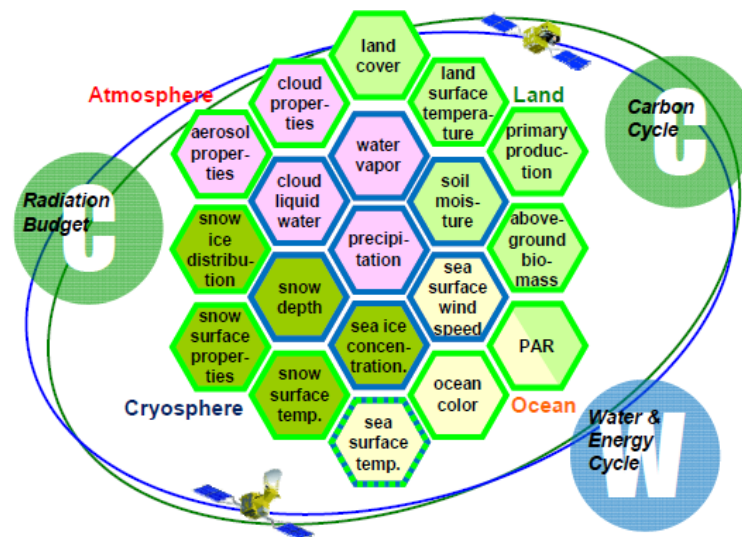 land
cover
Atmosphere
cloud
proper-
ties
land
surface
tempera-
ture
Land
C
Carbon
Cycle
aerosol
proper-
ties
water
vapor
primary
produc-
tion
C
Radiation
Budget
cloud
liquid
water
soil
mois-
ture
snow
ice
distribu-
tion
precipi-
tation
above-
ground
bio-
mass
snow
depth
sea
surface
wind
speed
snow
surface
proper-
ties
sea ice
concen-
tration.
PAR
Cryosphere
snow
surface
temp.
ocean
color
Ocean
W
Water &
Energy
Cycle
sea
surface
temp.